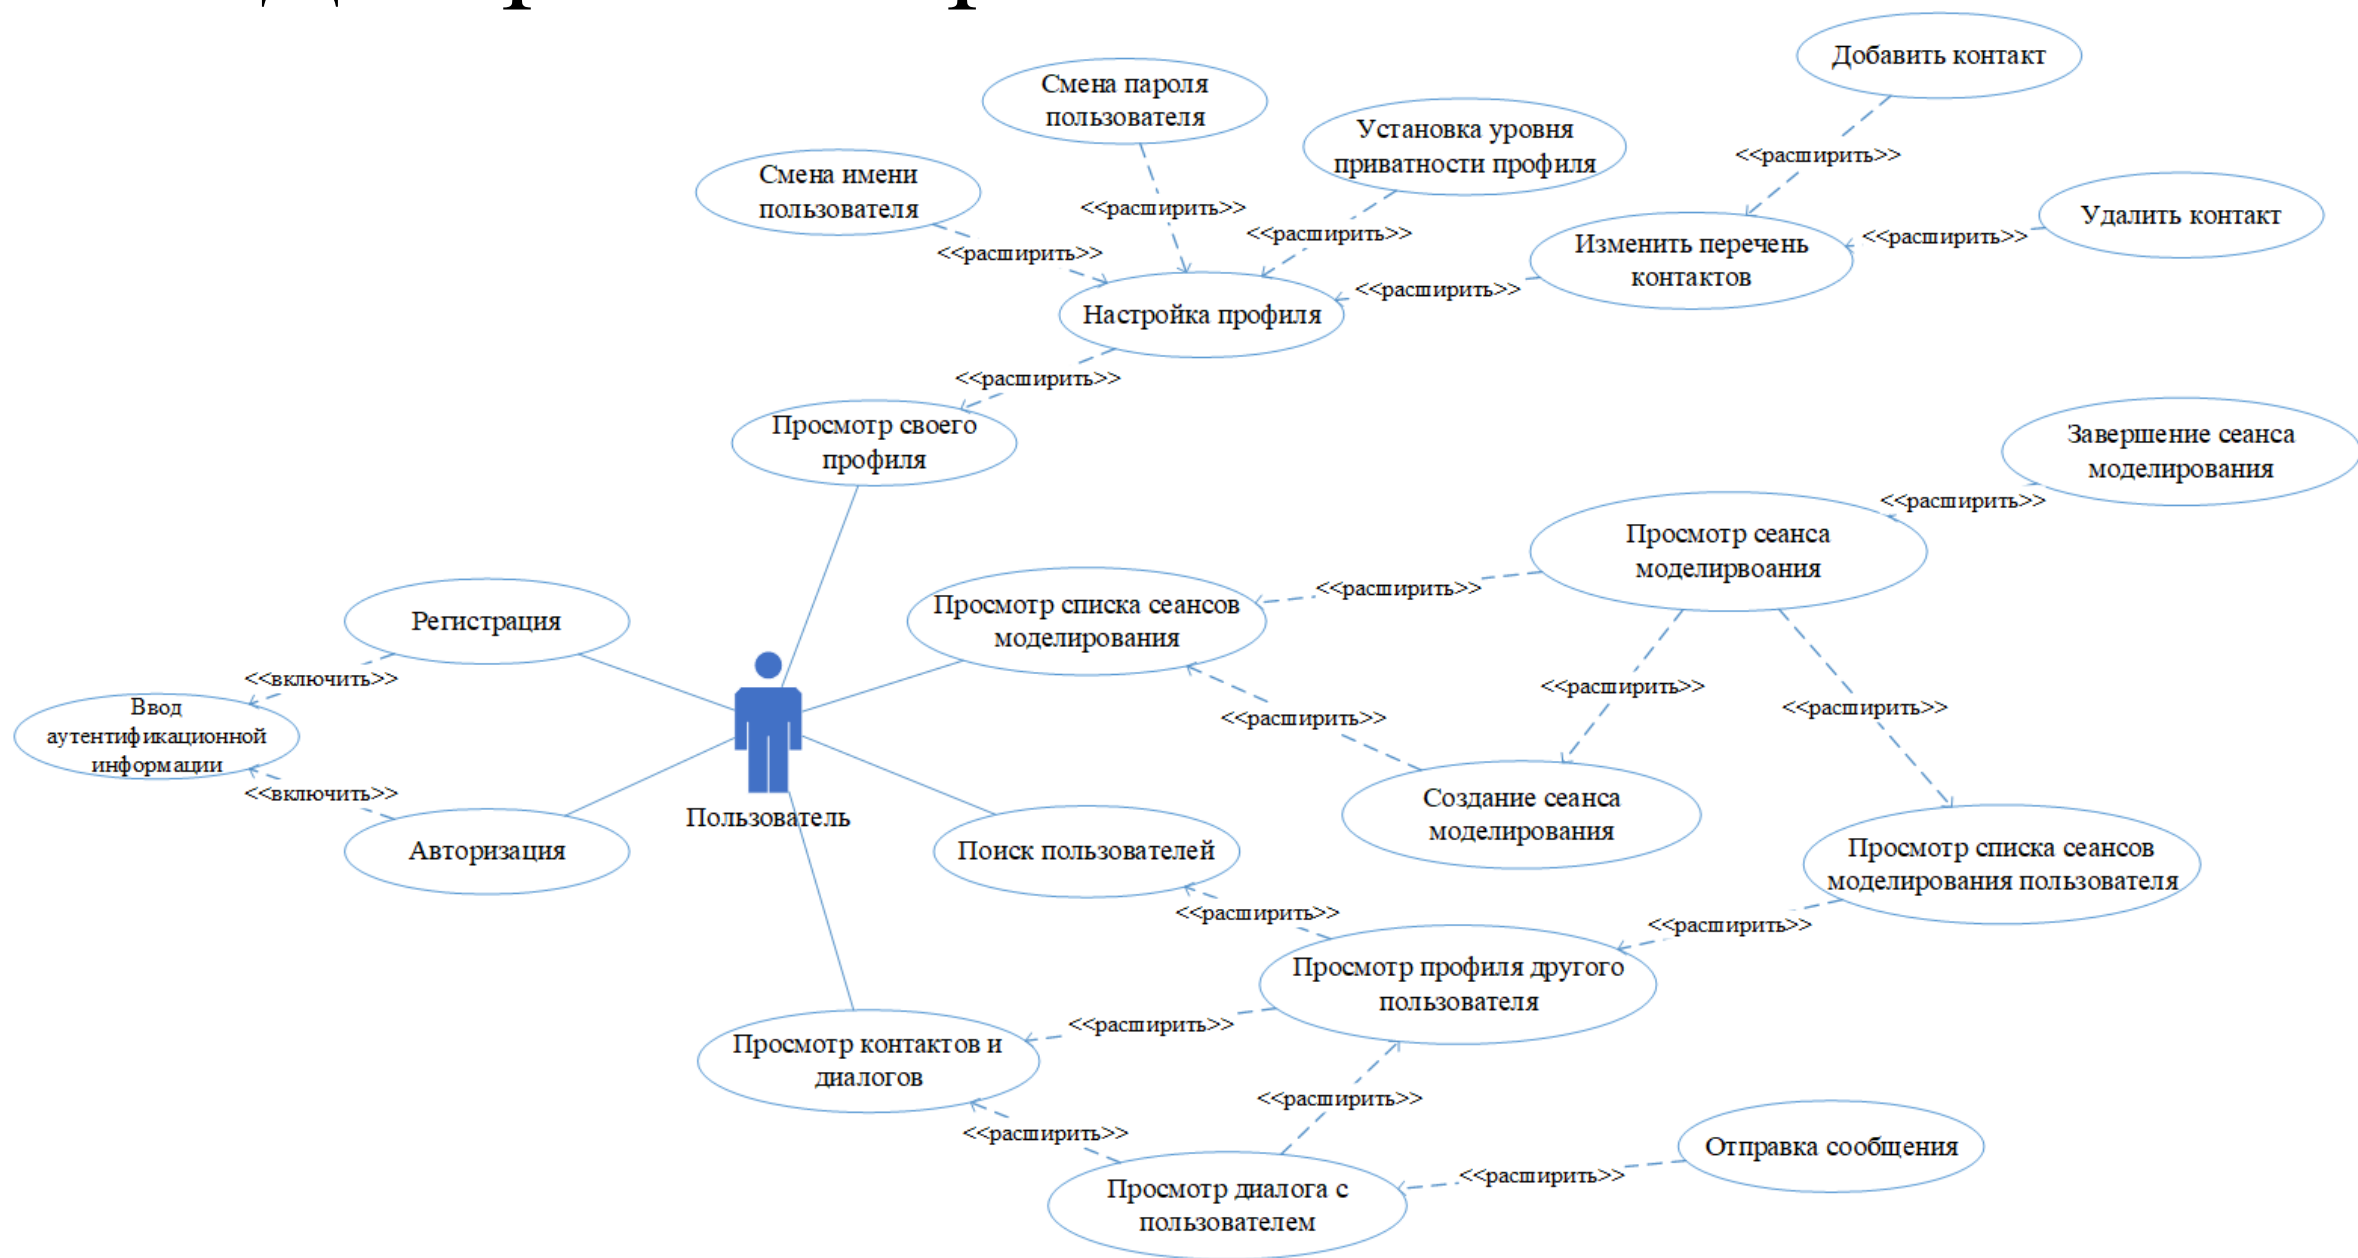 Добавить контакт
Смена пароля
пользователя
Установка уровня
приватности профиля
<<расширить>>
Смена имени
пользователя
<<расширить>>
Удалить контакт
<<расширить>>
<<расширить>>
Изменить перечень
контактов
<<расширить>>
<<расширить>>
Настройка профиля
<<расширить>>
Просмотр своего
профиля
Завершение сеанса
моделирования
<<расширить>>
Просмотр сеанса
моделирвоания
<<расширить>>
Просмотр списка сеансов
моделирования
Регистрация
<<включить>>
<<расширить>>
<<расширить>>
<<расширить>>
Ввод
аутентификационной
информации
<<включить>>
Пользователь
Создание сеанса
моделирования
Авторизация
Поиск пользователей
Просмотр списка сеансов
моделирования пользователя
<<расширить>>
<<расширить>>
Просмотр профиля другого
пользователя
<<расширить>>
Просмотр контактов и
диалогов
<<расширить>>
<<расширить>>
Отправка сообщения
<<расширить>>
Просмотр диалога с
пользователем